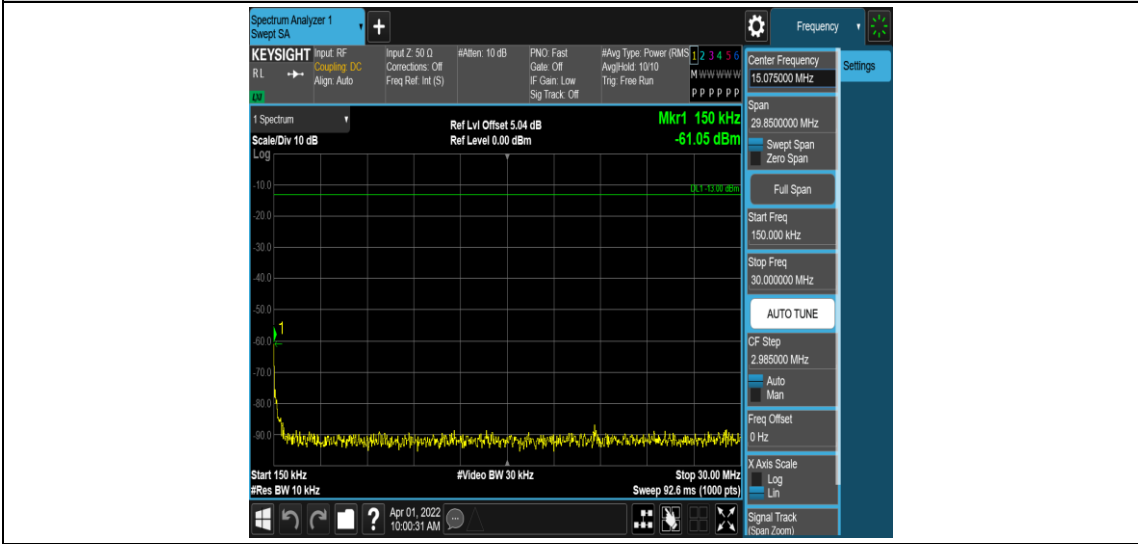 Spectrum Analyzer 1
Swept SA
+
Frequency
KEYSIGHT
RL
Input: RF
Coupling: DC
Align: Auto
Input Z: 50 Ω
Corrections: Off
Freq Ref: Int (S)
#Atten: 10 dB
PNO: Fast
Gate: Off
IF Gain: Low
Sig Track: Off
#Avg Type: Power (RMS
Avg|Hold: 10/10
Trig: Free Run
1 2 3 4 5 6
M W W W W W
P P P P P P
1 Spectrum
Scale/Div 10 dB
Log
Ref Lvl Offset 5.04 dB
Ref Level 0.00 dBm
Mkr1 150 kHz
-61.05 dBm
DL1 -13.00 dBm
-10.0
-20.0
-30.0
-40.0
-50.0
1
-60.0
-70.0
-80.0
-90.0
Start 150 kHz
#Res BW 10 kHz
#Video BW 30 kHz
Stop 30.00 MHz
Sweep 92.6 ms (1000 pts)
?
Apr 01, 2022
10:00:31 AM
Settings
Center Frequency
15.075000 MHz
Span
29.8500000 MHz
Swept Span
Zero Span
Full Span
Start Freq
150.000 kHz
Stop Freq
30.000000 MHz
AUTO TUNE
CF Step
2.985000 MHz
Auto
Man
Freq Offset
0 Hz
X Axis Scale
Log
Lin
Signal Track
(Span Zoom)